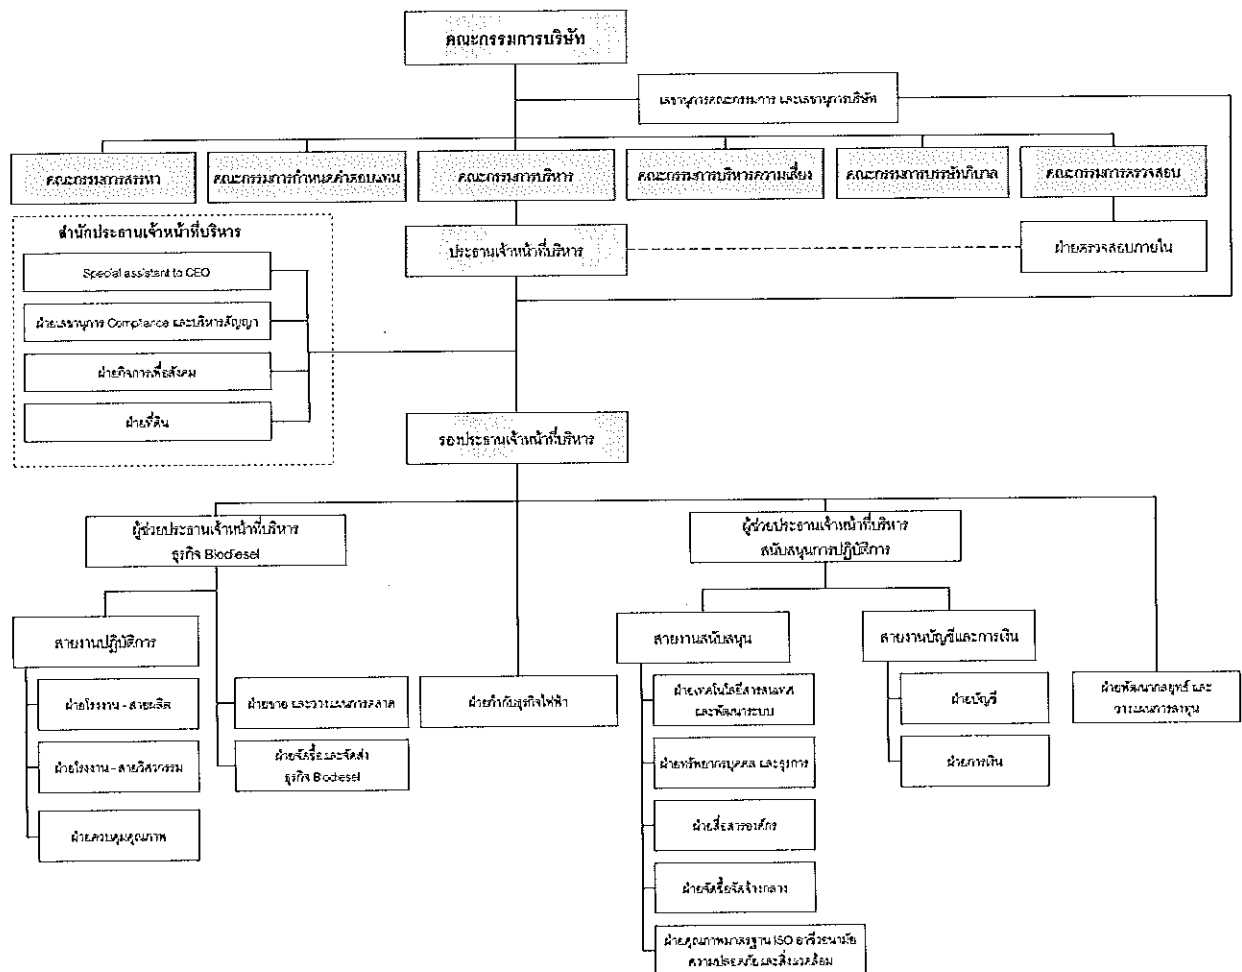 คณะกรรมการบริษัท
เลขานุการคณะกรรมการ และเลขานุการบริษัท
คณะกรรมการสรรหา
คณะกรรมการกำหนดค่าตอบแทน
คณะกรรมการบริหาร
คณะกรรมการบริหารความเสี่ยง
คณะกรรมการบรรษัทภิบาล
คณะกรรมการตรวจสอบ
สำนักประธานเจ้าหน้าที่บริหาร
ประธานเจ้าหน้าที่บริหาร
ฝ่ายตรวจสอบภายใน
Special assistant to CEO
ฝ่ายเลขานุการ Compliance และบริหารสัญญา
ฝ่ายกิจการเพื่อสังคม
ฝ่ายที่ดิน
รองประธานเจ้าหน้าที่บริหาร
ผู้ช่วยประธานเจ้าหน้าที่บริหาร
ธุรกิจ Biodiesel
ผู้ช่วยประธานเจ้าหน้าที่บริหาร
สนับสนุนการปฏิบัติการ
สายงานปฏิบัติการ
สายงานสนับสนุน
สายงานบัญชีและการเงิน
ฝ่ายโรงงาน - สายผลิต
ฝ่ายขาย และวางแผนการตลาด
ฝ่ายกำกับธุรกิจไฟฟ้า
ฝ่ายเทคโนโลยีสารสนเทศ
และพัฒนาระบบ
ฝ่ายบัญชี
ฝ่ายพัฒนากลยุทธ์ และ
วางแผนการลงทุน
ฝ่ายโรงงาน - สายวิศวกรรม
ฝ่ายจัดซื้อและจัดส่ง
ธุรกิจ Biodiesel
ฝ่ายทรัพยากรบุคคล และธุรการ
ฝ่ายการเงิน
ฝ่ายควบคุมคุณภาพ
ฝ่ายสื่อสารองค์กร
ฝ่ายจัดซื้อจัดจ้างกลาง
ฝ่ายคุณภาพมาตรฐาน ISO อาชีวอนามัย
ความปลอดภัยและสิ่งแวดล้อม